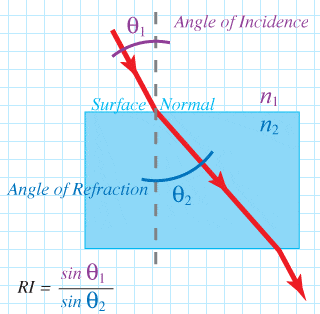 θ1
Angle of Incidence
Surface Normal
n1
n2
Angle of Refraction
θ2
RI = sin θ1 / sin θ2